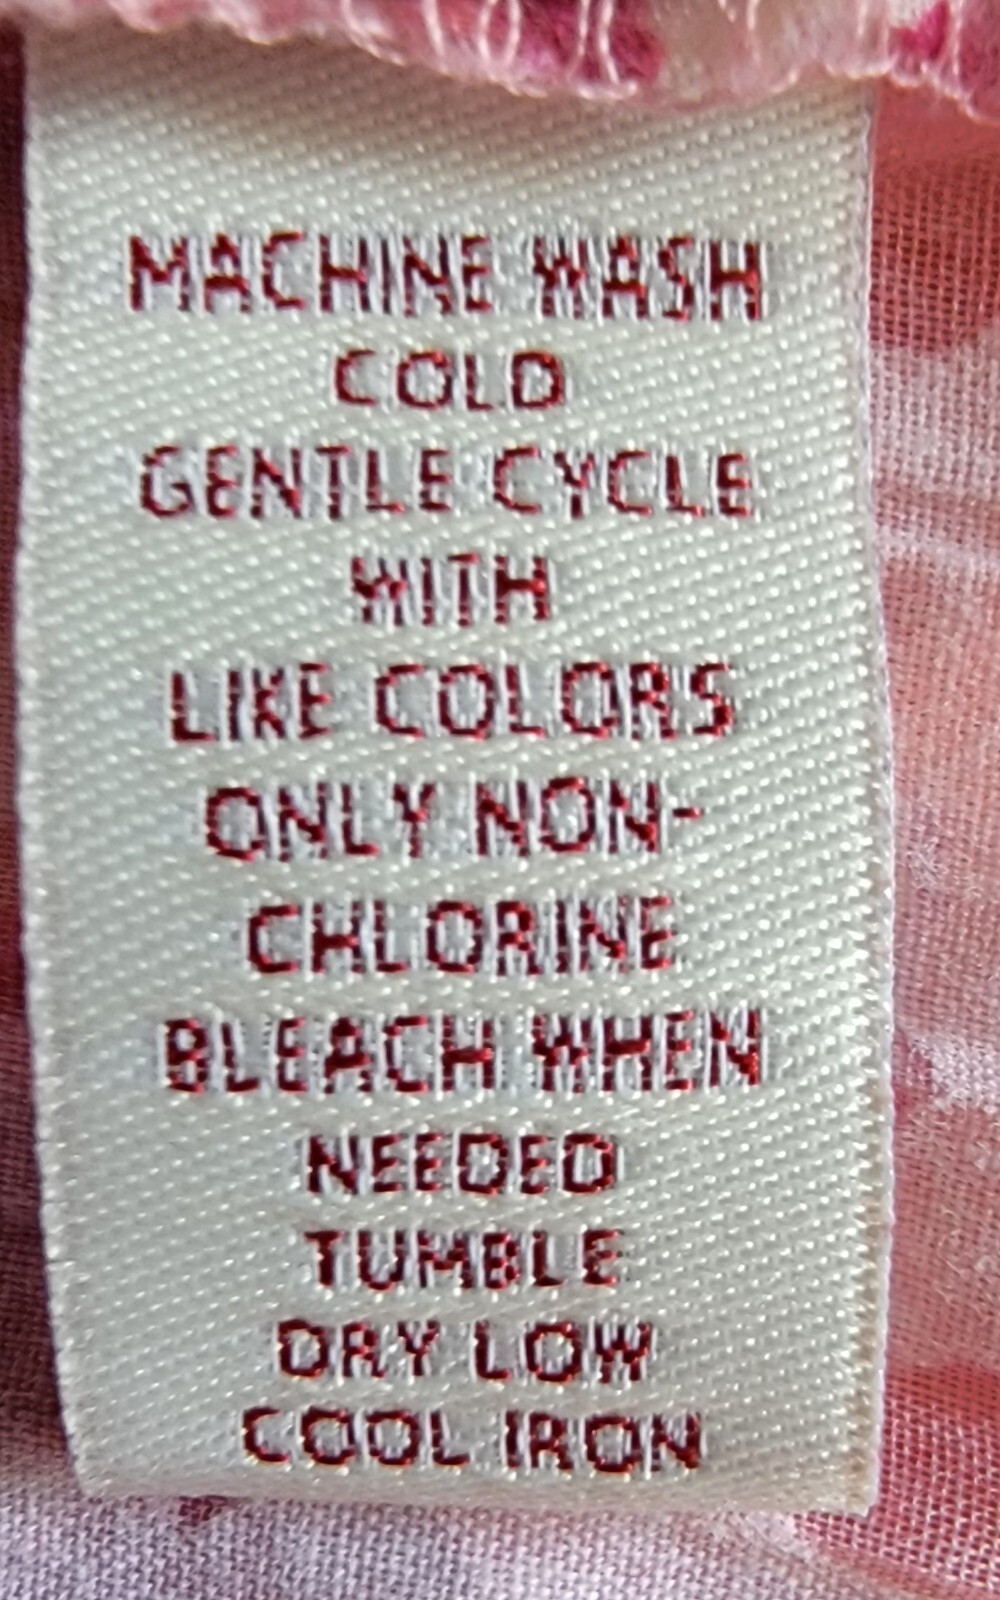 MACHINE WASH
COLD
GENTLE CYCLE
WITH
LIKE COLORS
ONLY NON-
CHLORINE
BLEACH WHEN
NEEDED
TUMBLE
DRY LOW
COOL IRON